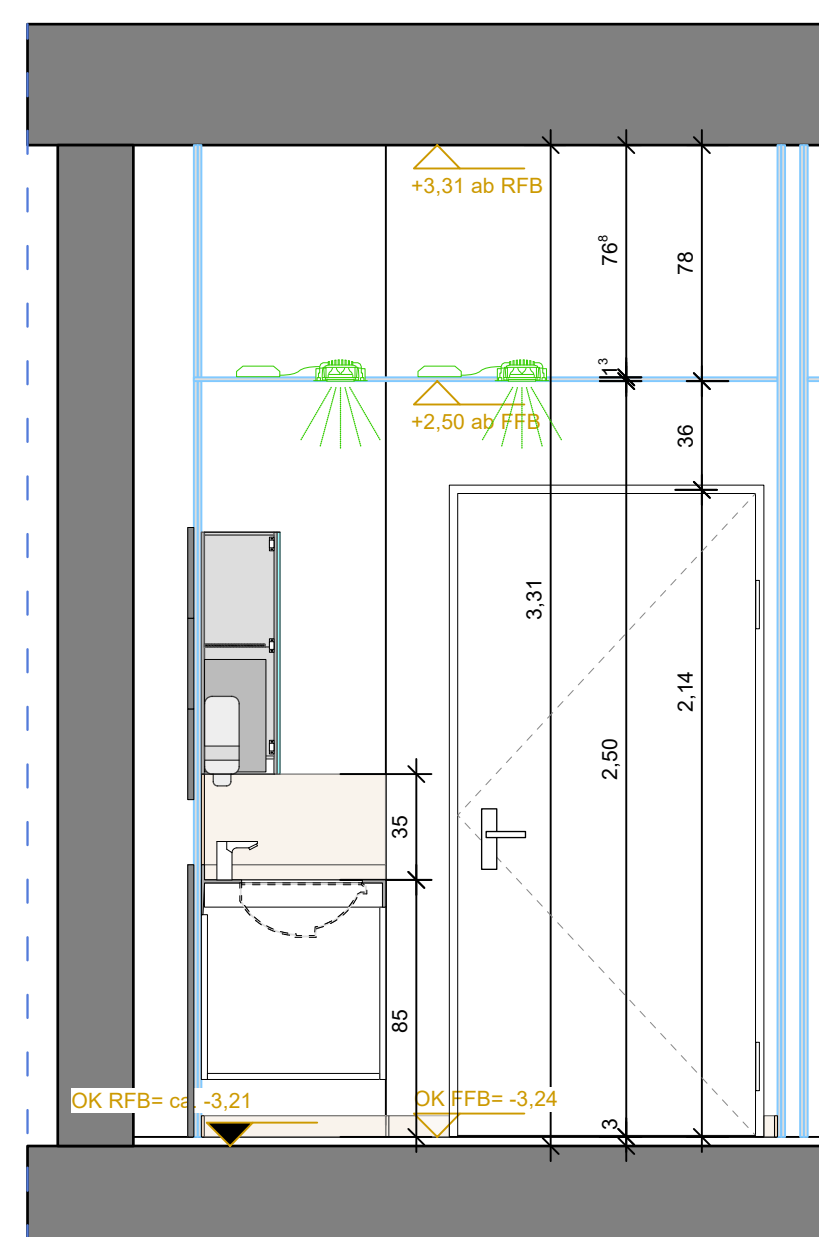 +3,31 ab RFB
76⁸
78
1³
+2,50 ab FFB
36
3,31
2,14
2,50
35
85
OK RFB= ca. -3,21
OK FFB= -3,24
3